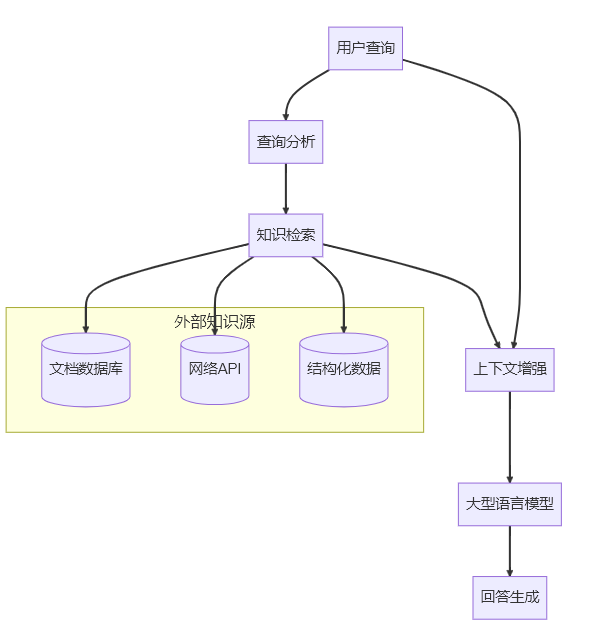 用户查询
查询分析
知识检索
外部知识源
文档数据库
网络API
结构化数据
上下文增强
大型语言模型
回答生成